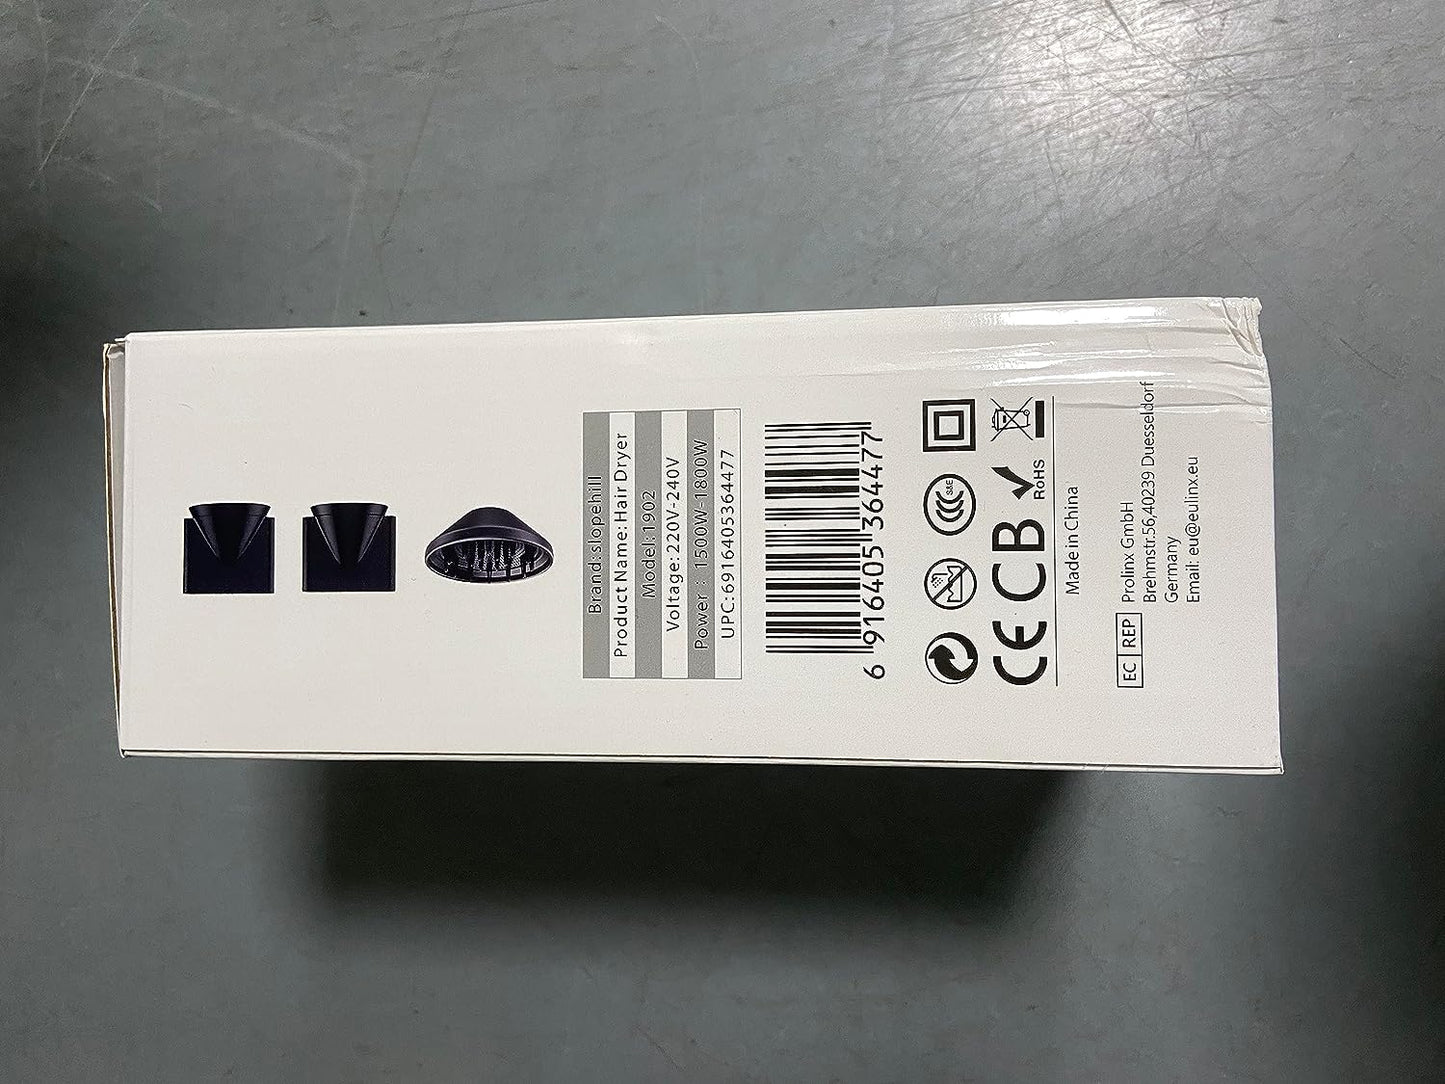 Brand:slopehill
Product Name:Hair Dryer
Model:1902
Voltage:220V-240V
Power : 1500W-1800W
UPC:6916405364477
6 916405 364477
S&E
RoHS
CE CB
Made in China
EC REP
Prolinx GmbH
Brehmstr.56,40239 Duesseldorf
Germany
Email: eu@eulinx.eu